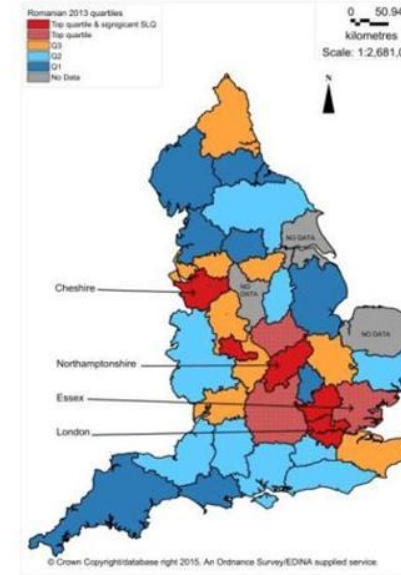 Romanian 2013 quartiles
Top quartile & signigicant SLQ
Top quartile
Q3
Q2
Q1
No Data
0 50.94
kilometres
Scale: 1:2,681,0
N
NO DATA
Cheshire
NO
DATA
NO DATA
Northamptonshire
Essex
London
© Crown Copyright/database right 2015. An Ordnance Survey/EDINA supplied service.